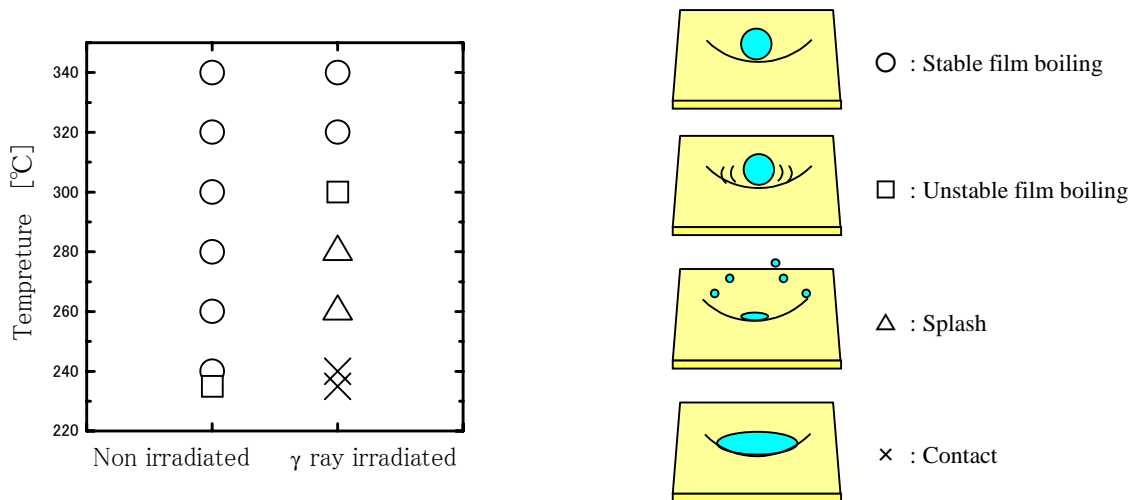 340
320
300
280
260
240
220
Tempreture [℃]
Non irradiated
γ ray irradiated
: Stable film boiling
: Unstable film boiling
: Splash
: Contact